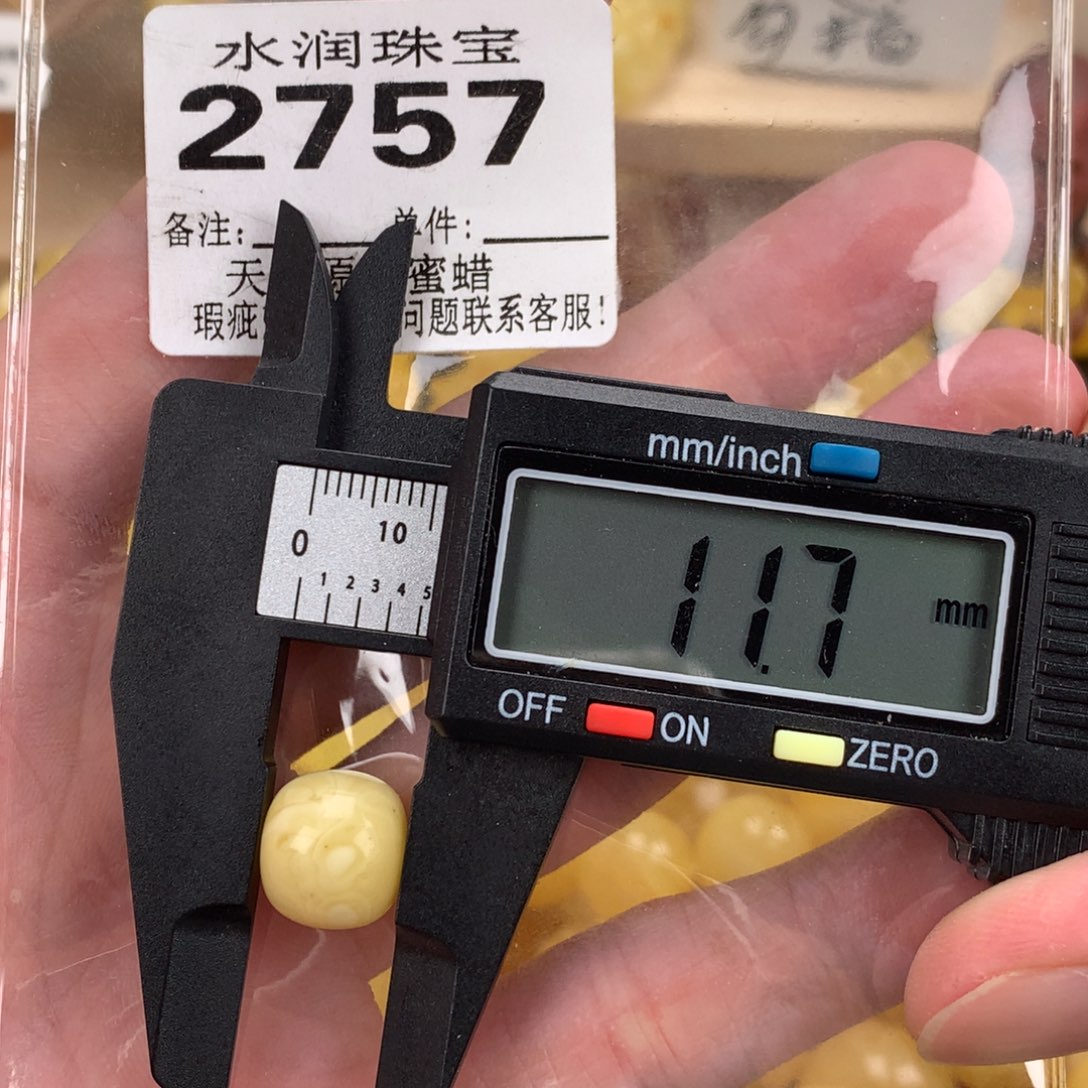 水润珠宝
2757
备注: 单件:
天 蜜蜡
瑕疵 问题联系客服!
mm/inch
0 10
1 2 3 4 5
11.7 mm
OFF ON ZERO